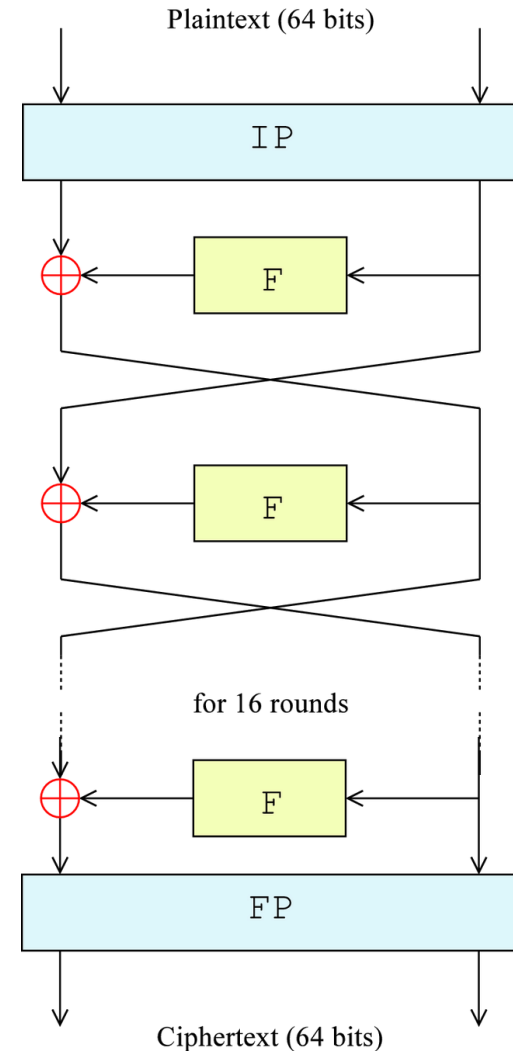 Plaintext (64 bits)
IP
F
F
for 16 rounds
F
FP
Ciphertext (64 bits)